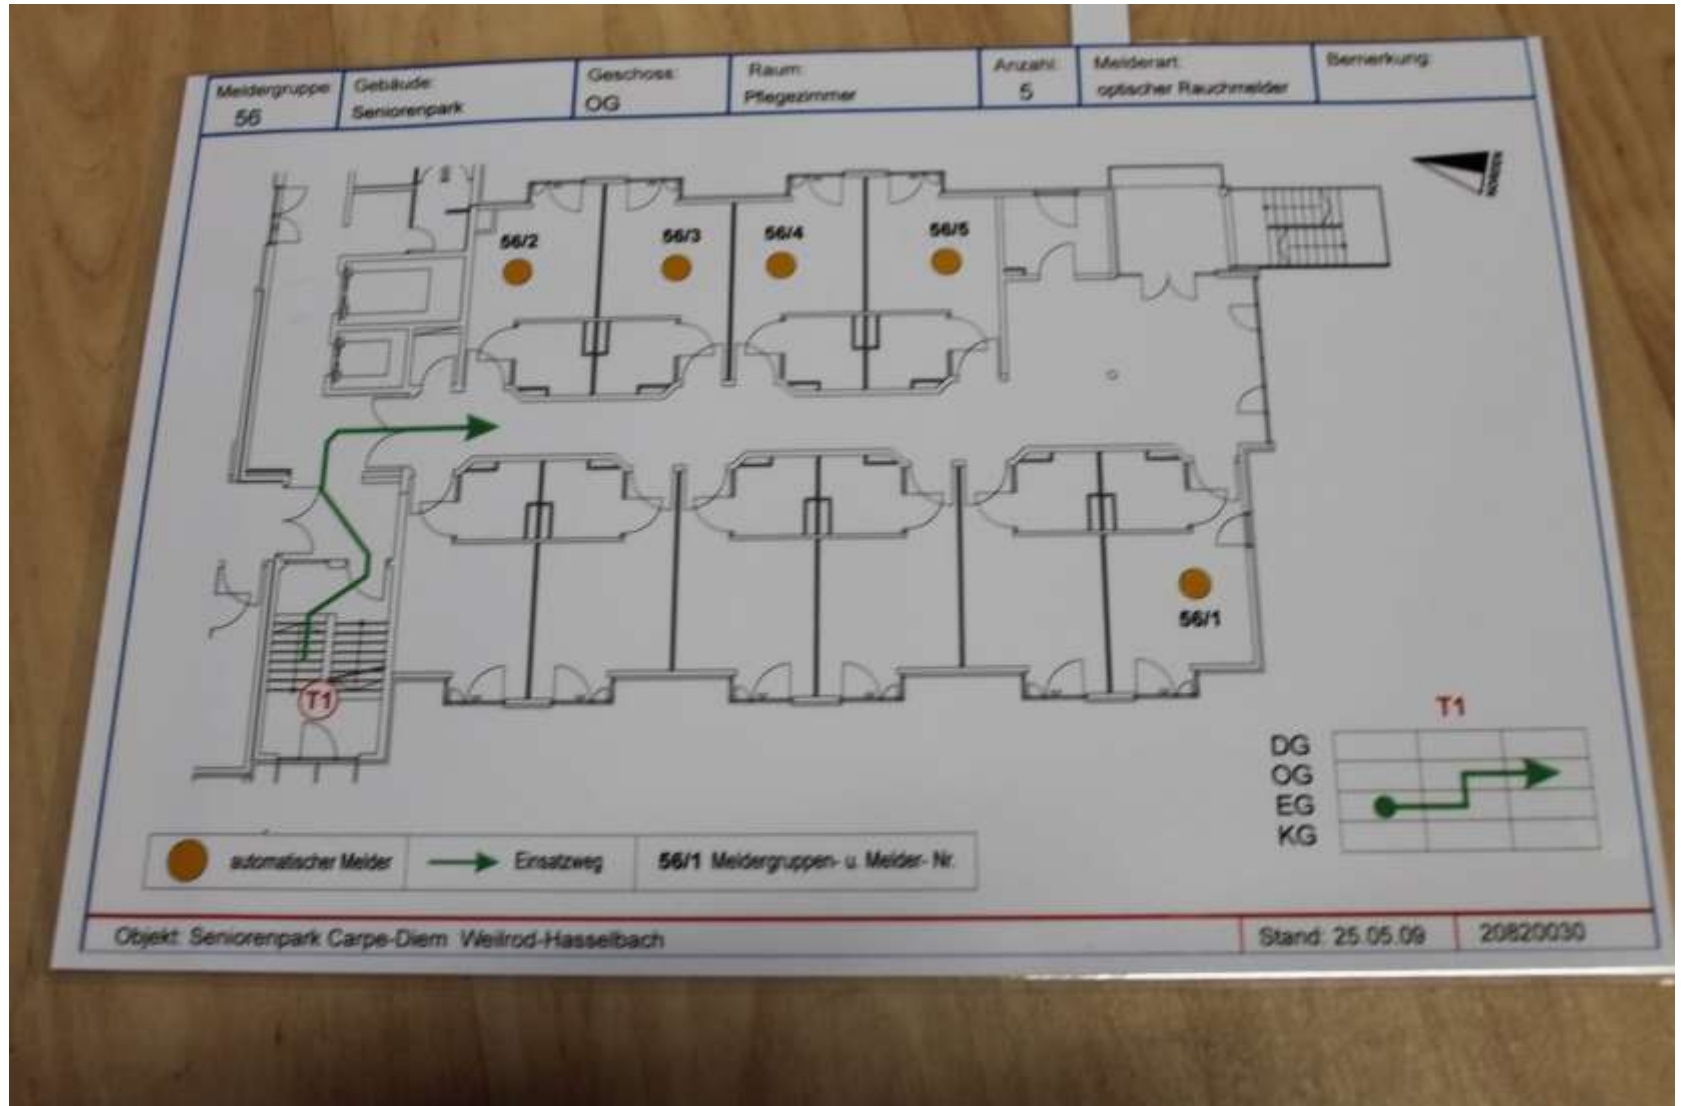 Meldergruppe:
56
Gebäude:
Seniorenpark
Geschoss:
OG
Raum:
Pflegezimmer
Anzahl:
5
Melderart:
optischer Rauchmelder
Bemerkung:
56/2
56/3
56/4
56/5
56/1
T1
T1
DG
OG
EG
KG
automatischer Melder
Einsatzweg
56/1 Meldergruppen- u. Melder- Nr.
Objekt: Seniorenpark Carpe-Diem Weilrod-Hasselbach
Stand: 25.05.09
20820030